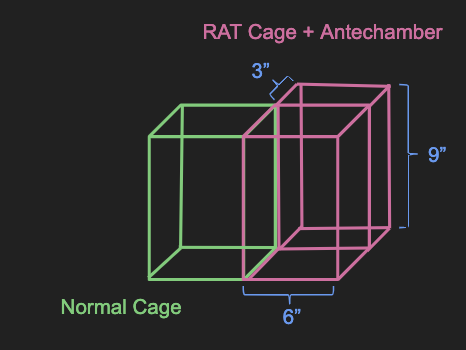 RAT Cage + Antechamber
3”
9”
Normal Cage
6”